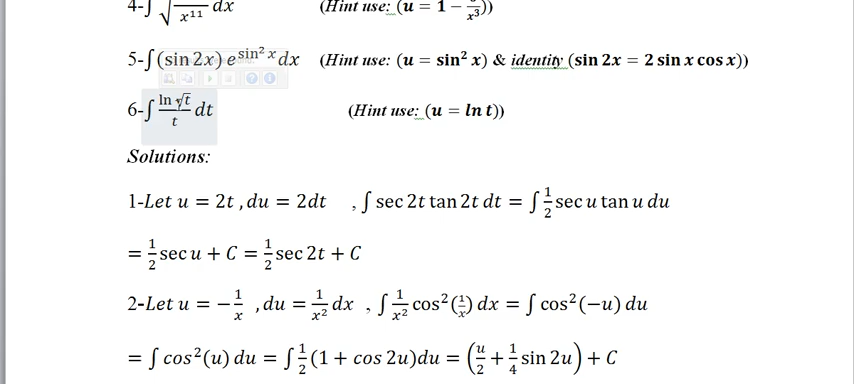 4-∫ √ / x¹¹ dx (Hint use: (u = 1 − / x³))
5-∫(sin 2x) e^(sin² x) dx (Hint use: (u = sin² x) & identity (sin 2x = 2 sin x cos x))
6-∫ ln √t / t dt (Hint use: (u = ln t))
Solutions:
1-Let u = 2t , du = 2dt , ∫ sec 2t tan 2t dt = ∫ 1/2 sec u tan u du
= 1/2 sec u + C = 1/2 sec 2t + C
2-Let u = − 1/x , du = 1/x² dx , ∫ 1/x² cos² (1/x) dx = ∫ cos²(−u) du
= ∫ cos²(u) du = ∫ 1/2 (1 + cos 2u)du = (u/2 + 1/4 sin 2u) + C